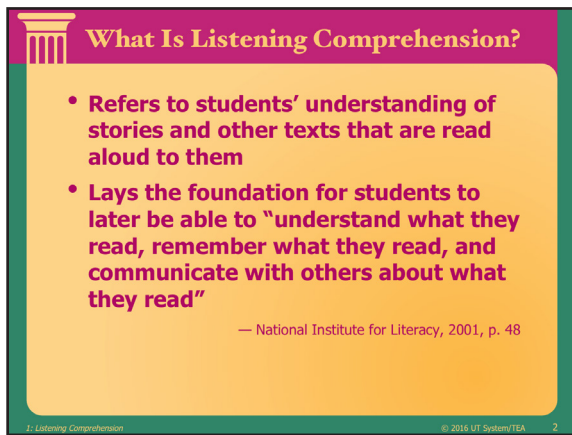 What Is Listening Comprehension?
• Refers to students’ understanding of
stories and other texts that are read
aloud to them
• Lays the foundation for students to
later be able to “understand what they
read, remember what they read, and
communicate with others about what
they read”
— National Institute for Literacy, 2001, p. 48
1: Listening Comprehension © 2016 UT System/TEA 2